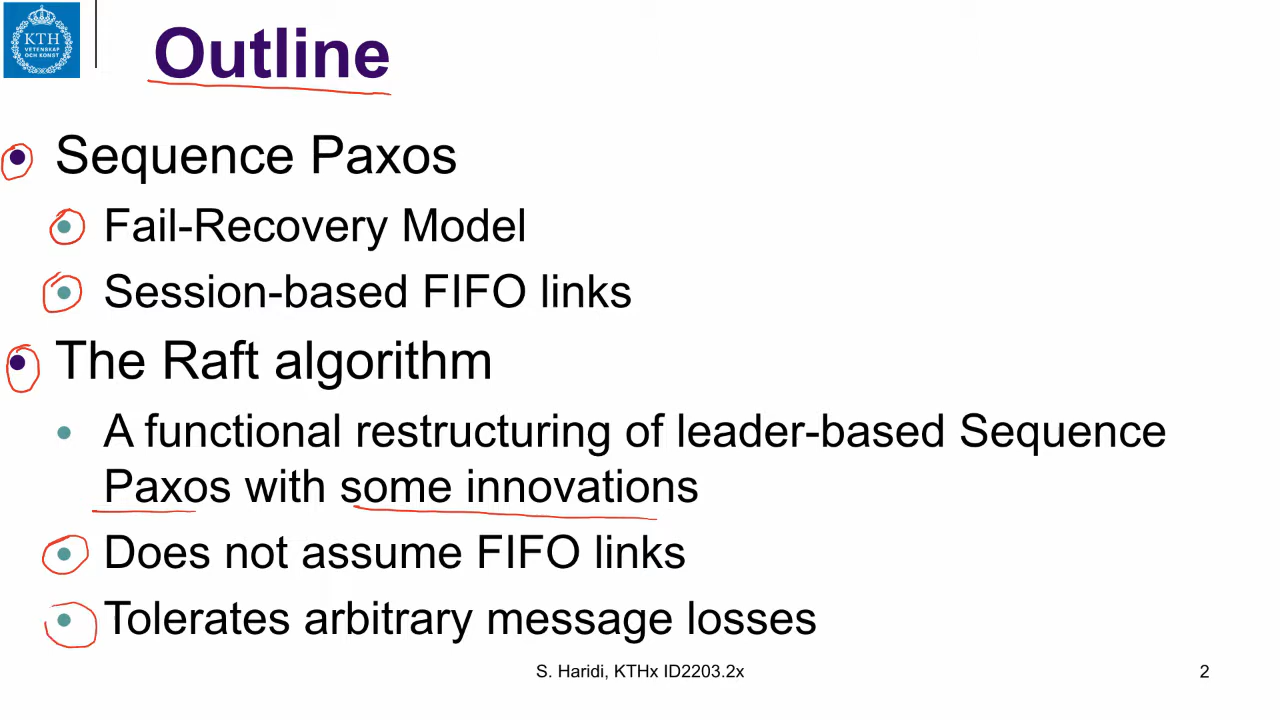 KTH
VETENSKAP
OCH KONST
Outline
Sequence Paxos
Fail-Recovery Model
Session-based FIFO links
The Raft algorithm
A functional restructuring of leader-based Sequence
Paxos with some innovations
Does not assume FIFO links
Tolerates arbitrary message losses
S. Haridi, KTHx ID2203.2x
2